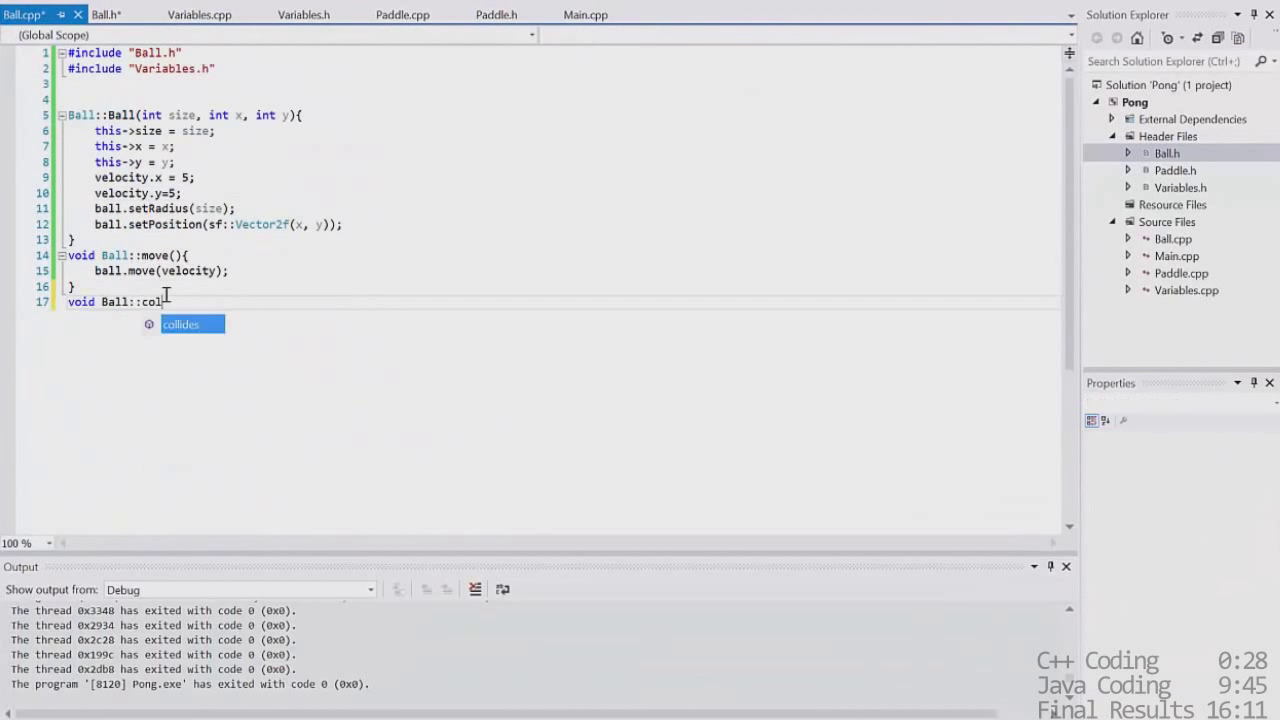 Ball.cpp* Ball.h* Variables.cpp Variables.h Paddle.cpp Paddle.h Main.cpp
(Global Scope)
1 #include "Ball.h"
2 #include "Variables.h"
3
4
5 Ball::Ball(int size, int x, int y){
6 this->size = size;
7 this->x = x;
8 this->y = y;
9 velocity.x = 5;
10 velocity.y=5;
11 ball.setRadius(size);
12 ball.setPosition(sf::Vector2f(x, y));
13 }
14 void Ball::move(){
15 ball.move(velocity);
16 }
17 void Ball::col
collides
100 %
Output
Show output from: Debug
The thread 0x3348 has exited with code 0 (0x0).
The thread 0x2934 has exited with code 0 (0x0).
The thread 0x2c28 has exited with code 0 (0x0).
The thread 0x199c has exited with code 0 (0x0).
The thread 0x2db8 has exited with code 0 (0x0).
The program '[8120] Pong.exe' has exited with code 0 (0x0).
Solution Explorer
Search Solution Explorer (Ctrl+;)
Solution 'Pong' (1 project)
Pong
External Dependencies
Header Files
Ball.h
Paddle.h
Variables.h
Resource Files
Source Files
Ball.cpp
Main.cpp
Paddle.cpp
Variables.cpp
Properties
C++ Coding 0:28
Java Coding 9:45
Final Results 16:11